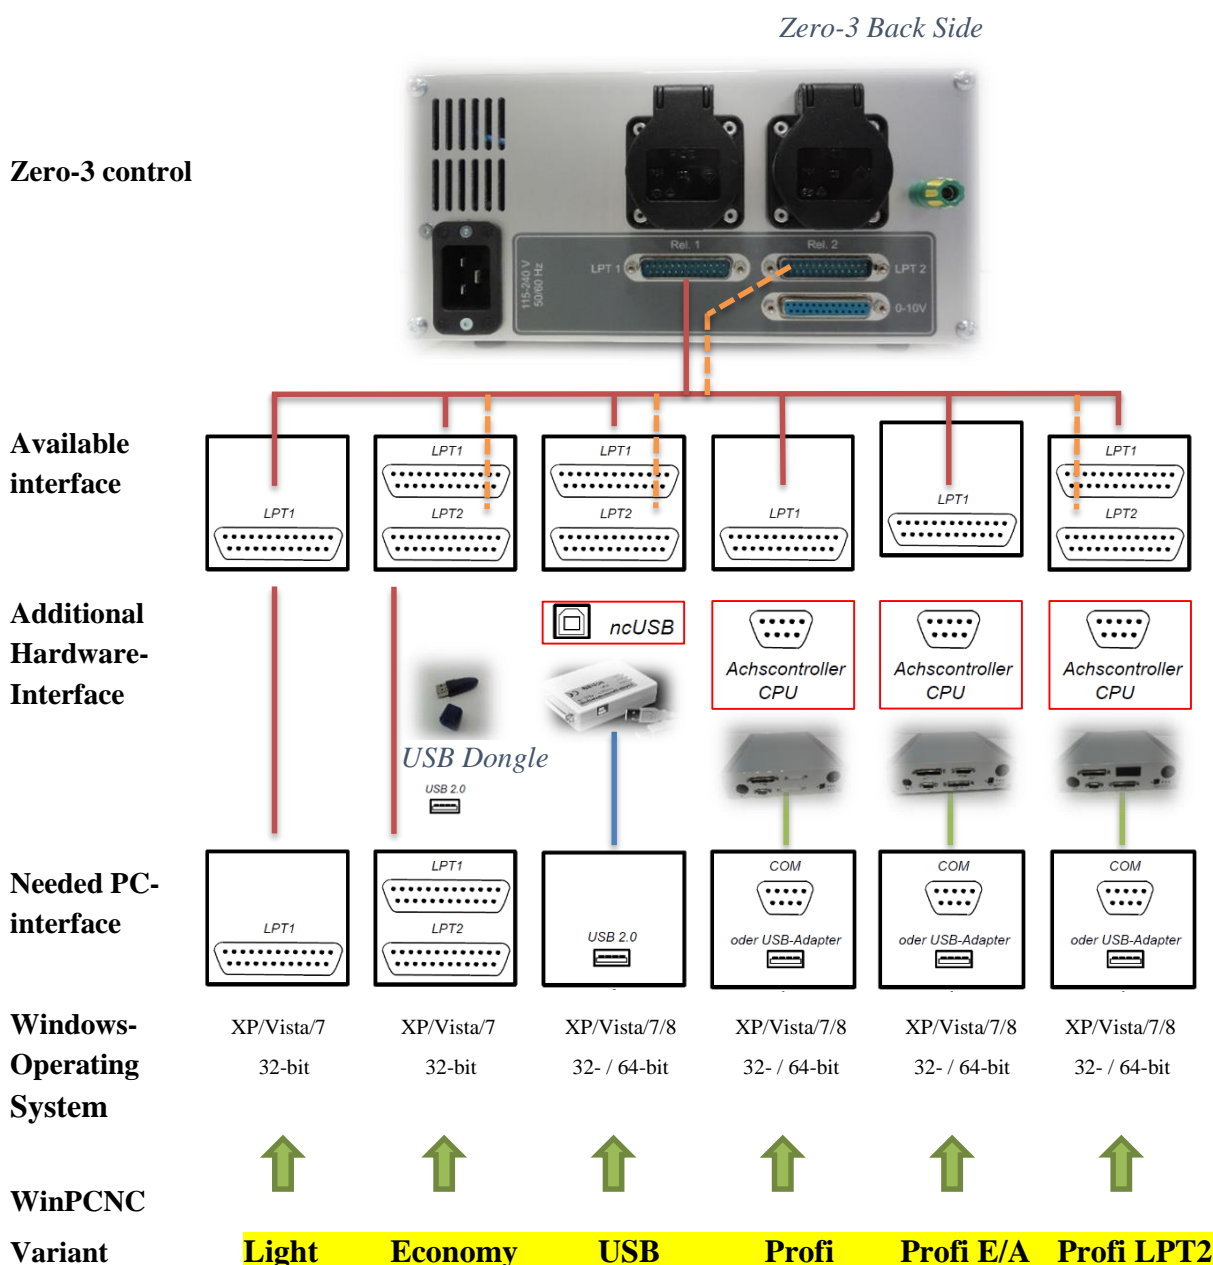 Zero-3 Back Side
Zero-3 control
Rel. 1 Rel. 2
LPT 1 LPT 2
115-240 V
50/60 Hz
0-10V
Available
interface
LPT1 LPT1 LPT1 LPT1 LPT1 LPT1
LPT2 LPT2 LPT2
Additional
Hardware-
Interface
ncUSB
Achscontroller
CPU
Achscontroller
CPU
Achscontroller
CPU
USB Dongle
USB 2.0
Needed PC-
interface
LPT1
LPT1
LPT2
USB 2.0
COM
oder USB-Adapter
COM
oder USB-Adapter
COM
oder USB-Adapter
Windows-
Operating
System
XP/Vista/7 XP/Vista/7 XP/Vista/7/8 XP/Vista/7/8 XP/Vista/7/8 XP/Vista/7/8
32-bit 32-bit 32- / 64-bit 32- / 64-bit 32- / 64-bit 32- / 64-bit
WinPCNC
Variant
Light Economy USB Profi Profi E/A Profi LPT2